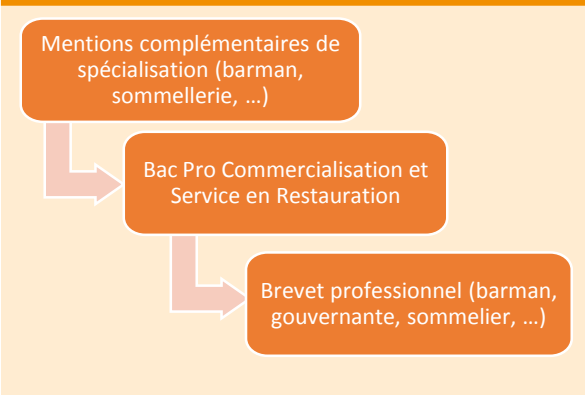 Mentions complémentaires de
spécialisation (barman,
sommellerie, …)
Bac Pro Commercialisation et
Service en Restauration
Brevet professionnel (barman,
gouvernante, sommelier, …)